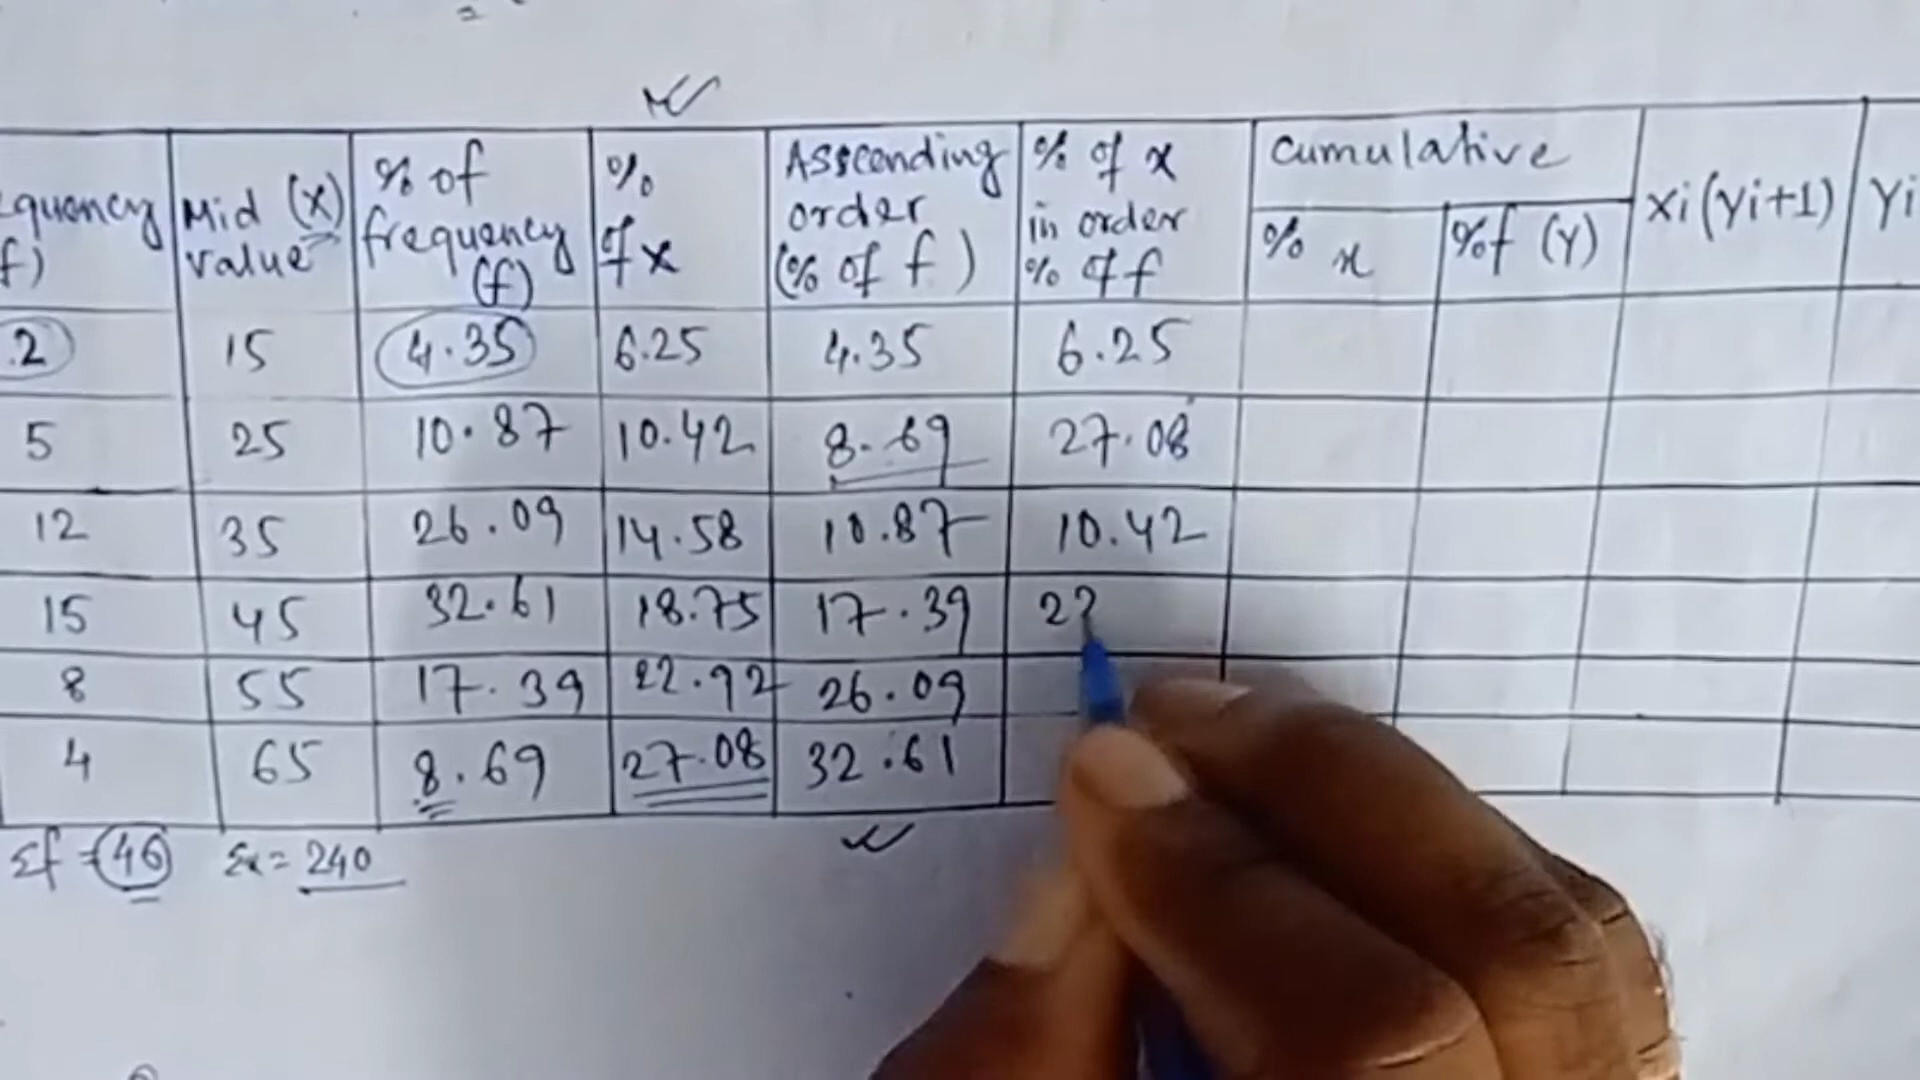 equency (f) Mid (x) value % of frequency (f) % of x Asscending order (% of f) % of x in order % of f cumulative xi(yi+1) Yi
% x %f (Y)
2 15 4.35 6.25 4.35 6.25
5 25 10.87 10.42 8.69 27.08
12 35 26.09 14.58 10.87 10.42
15 45 32.61 18.75 17.39 22
8 55 17.39 22.92 26.09
4 65 8.69 27.08 32.61
Σf = 46 Σx = 240